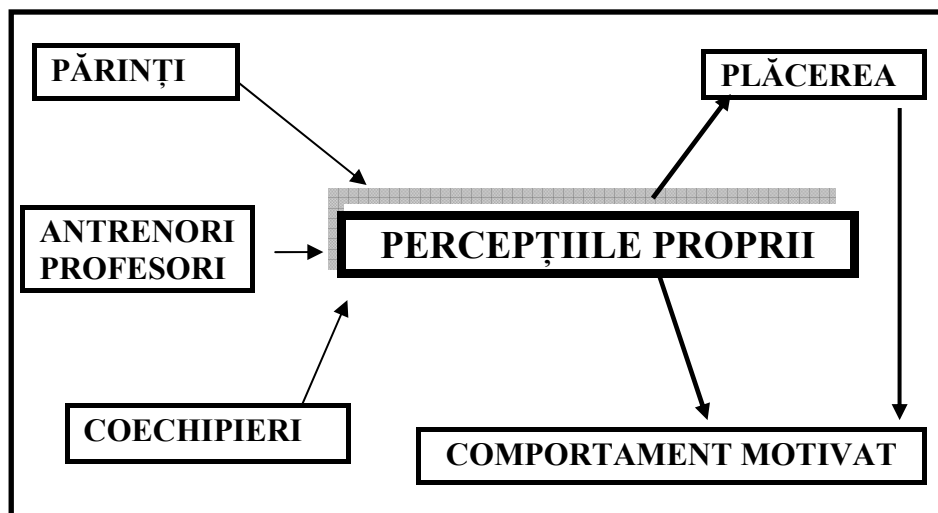 PĂRINȚI
PLĂCEREA
ANTRENORI
PROFESORI
PERCEPȚIILE PROPRII
COECHIPIERI
COMPORTAMENT MOTIVAT